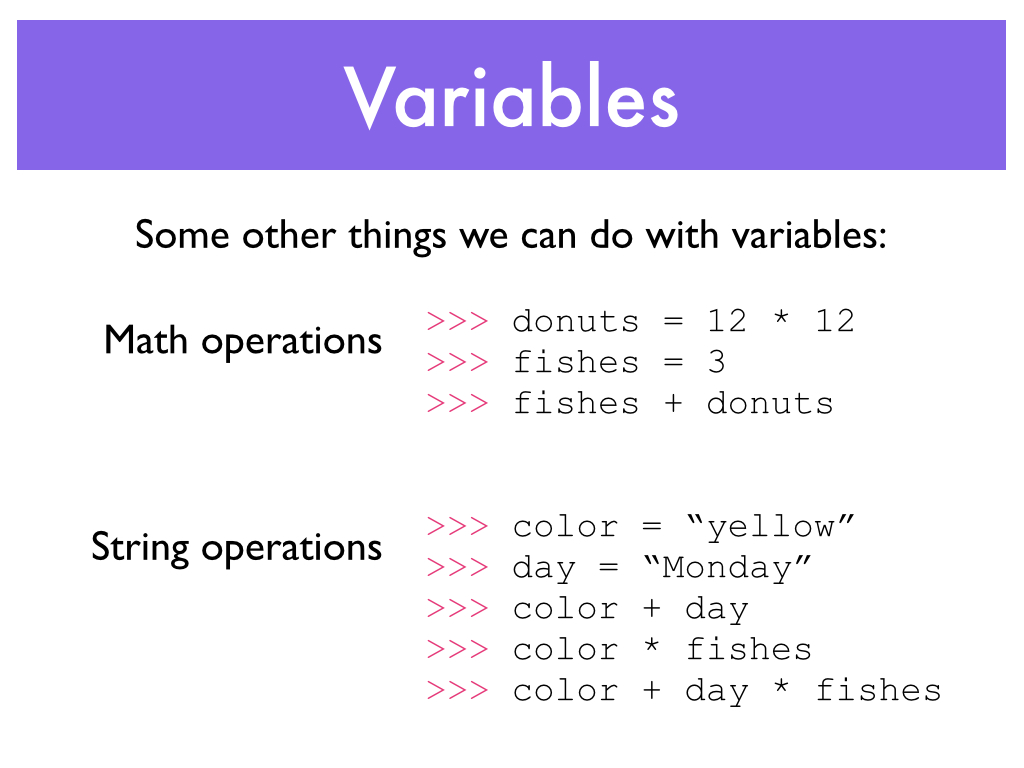 Variables
Some other things we can do with variables:
Math operations
>>> donuts = 12 * 12
>>> fishes = 3
>>> fishes + donuts
String operations
>>> color = “yellow”
>>> day = “Monday”
>>> color + day
>>> color * fishes
>>> color + day * fishes